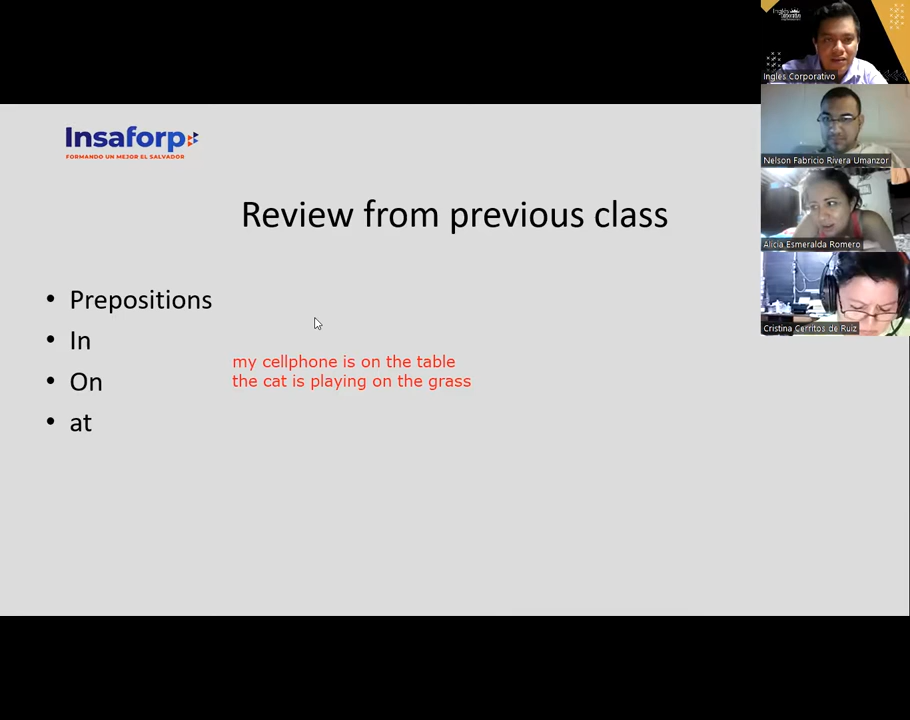 Insaforp
FORMANDO UN MEJOR EL SALVADOR
Review from previous class
• Prepositions
• In
• On
• at
my cellphone is on the table
the cat is playing on the grass
Inglés Corporativo
Nelson Fabricio Rivera Umanzor
Alicia Esmeralda Romero
Cristina Cerritos de Ruiz